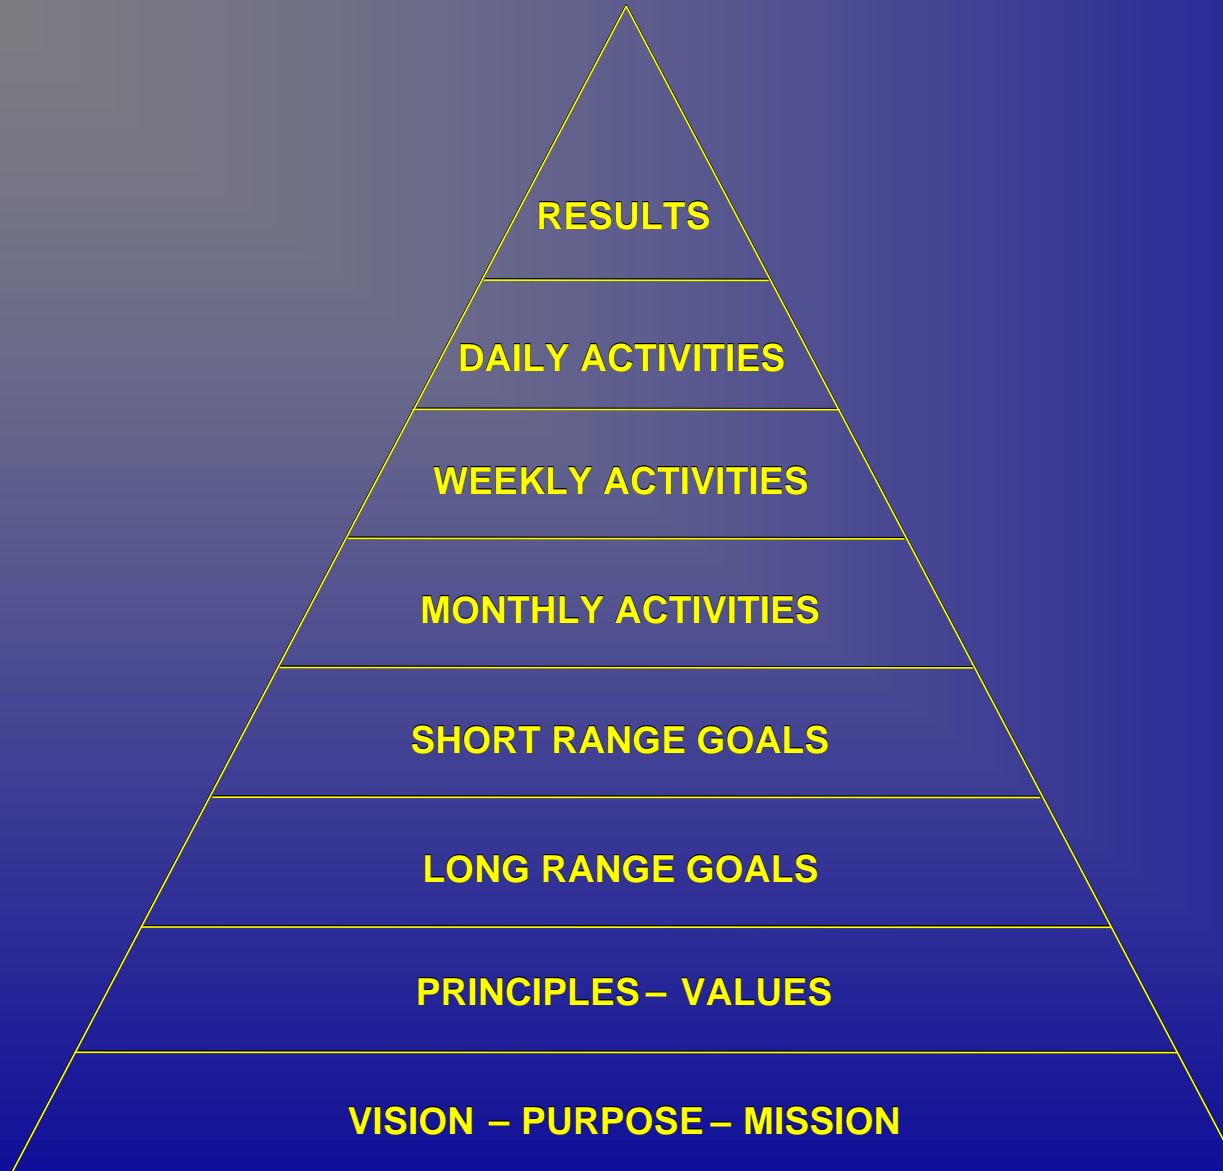 RESULTS
DAILY ACTIVITIES
WEEKLY ACTIVITIES
MONTHLY ACTIVITIES
SHORT RANGE GOALS
LONG RANGE GOALS
PRINCIPLES – VALUES
VISION – PURPOSE – MISSION